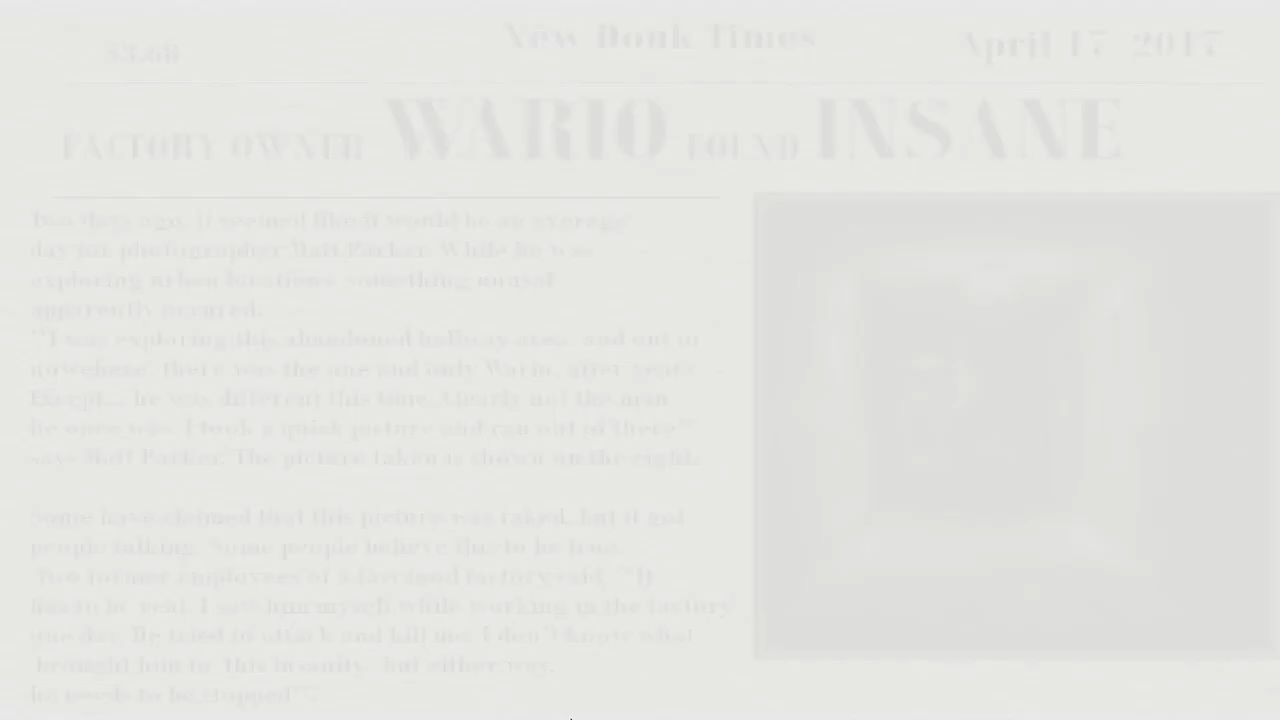 $3.68
New Donk Times
April 17 2017
FACTORY OWNER WARIO FOUND INSANE
Two days ago, it seemed like it would be an average
day for photographer Matt Parker. While he was
exploring urban locations something unreal
apparently occured.
"I was exploring this abandoned hallway area, and out of
nowhere, there was the one and only Wario, after years.
Except... he was different this time. Clearly not the man
he once was. I took a quick picture and ran out of there"
says Matt Parker. The picture taken is shown on the right.
Some have claimed that this picture was faked, but it got
people talking. Some people believe this to be true.
Two former employees of a fast food factory said, "It
has to be real. I saw him myself while working in the factory
one day. He tried to attack and kill me. I don't know what
brought him to this insanity, but either way,
he needs to be stopped".